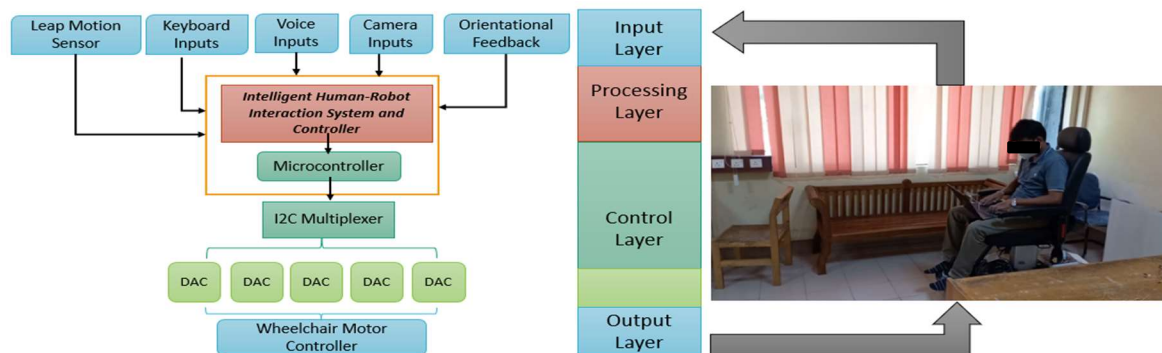 Leap Motion
Sensor
Keyboard
Inputs
Voice
Inputs
Camera
Inputs
Orientational
Feedback
Intelligent Human-Robot
Interaction System and
Controller
Microcontroller
I2C Multiplexer
DAC
DAC
DAC
DAC
DAC
Wheelchair Motor
Controller
Input
Layer
Processing
Layer
Control
Layer
Output
Layer